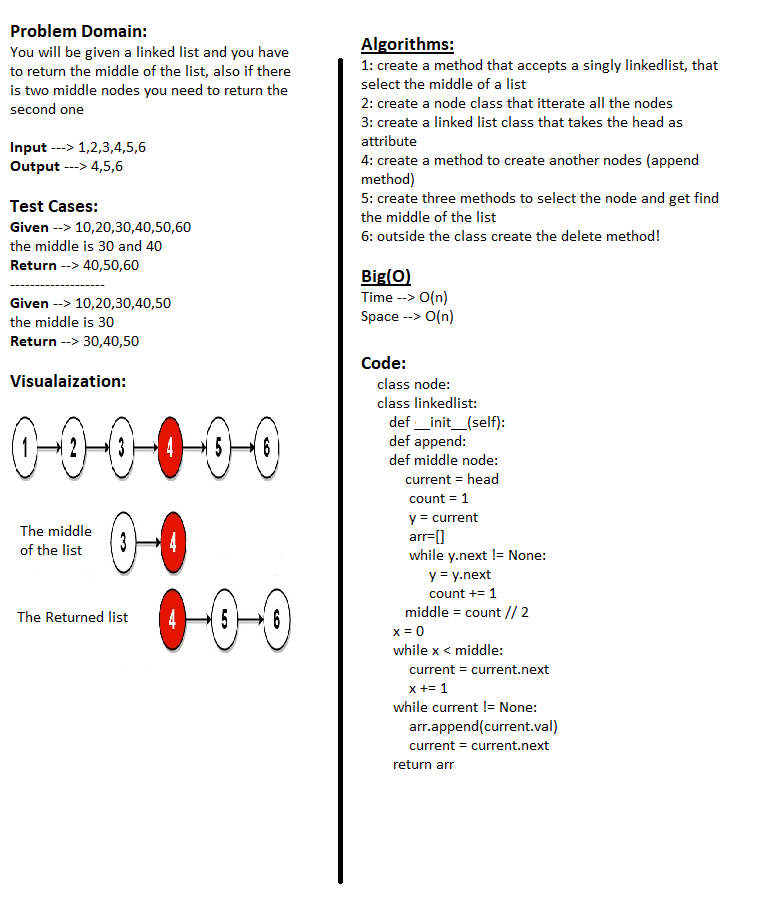 Problem Domain:
You will be given a linked list and you have
to return the middle of the list, also if there
is two middle nodes you need to return the
second one
Input ---> 1,2,3,4,5,6
Output ---> 4,5,6
Test Cases:
Given --> 10,20,30,40,50,60
the middle is 30 and 40
Return --> 40,50,60
-------------------
Given --> 10,20,30,40,50
the middle is 30
Return --> 30,40,50
Visualaization:
1 2 3 4 5 6
The middle
of the list
3 4
The Returned list
4 5 6
Algorithms:
1: create a method that accepts a singly linkedlist, that
select the middle of a list
2: create a node class that itterate all the nodes
3: create a linked list class that takes the head as
attribute
4: create a method to create another nodes (append
method)
5: create three methods to select the node and get find
the middle of the list
6: outside the class create the delete method!
Big(O)
Time --> O(n)
Space --> O(n)
Code:
class node:
class linkedlist:
def __init__(self):
def append:
def middle node:
current = head
count = 1
y = current
arr=[]
while y.next != None:
y = y.next
count += 1
middle = count // 2
x = 0
while x < middle:
current = current.next
x += 1
while current != None:
arr.append(current.val)
current = current.next
return arr